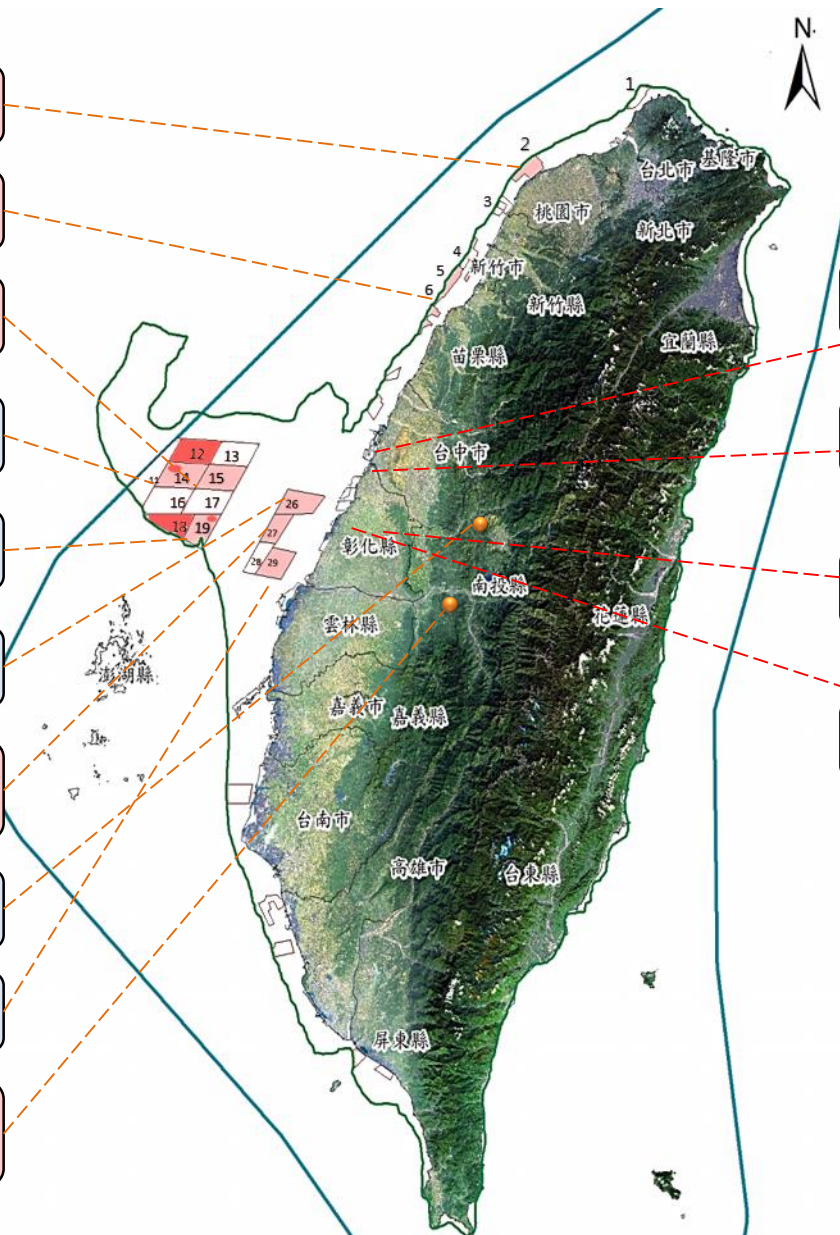 N
1
2
台北市
基隆市
3
桃園市
新北市
4
5
新竹市
6
新竹縣
宜蘭縣
苗栗縣
12
13
台中市
11
14
15
16
17
26
18
19
27
彰化縣
28
29
南投縣
花蓮縣
雲林縣
澎湖縣
嘉義市
嘉義縣
台南市
高雄市
台東縣
屏東縣